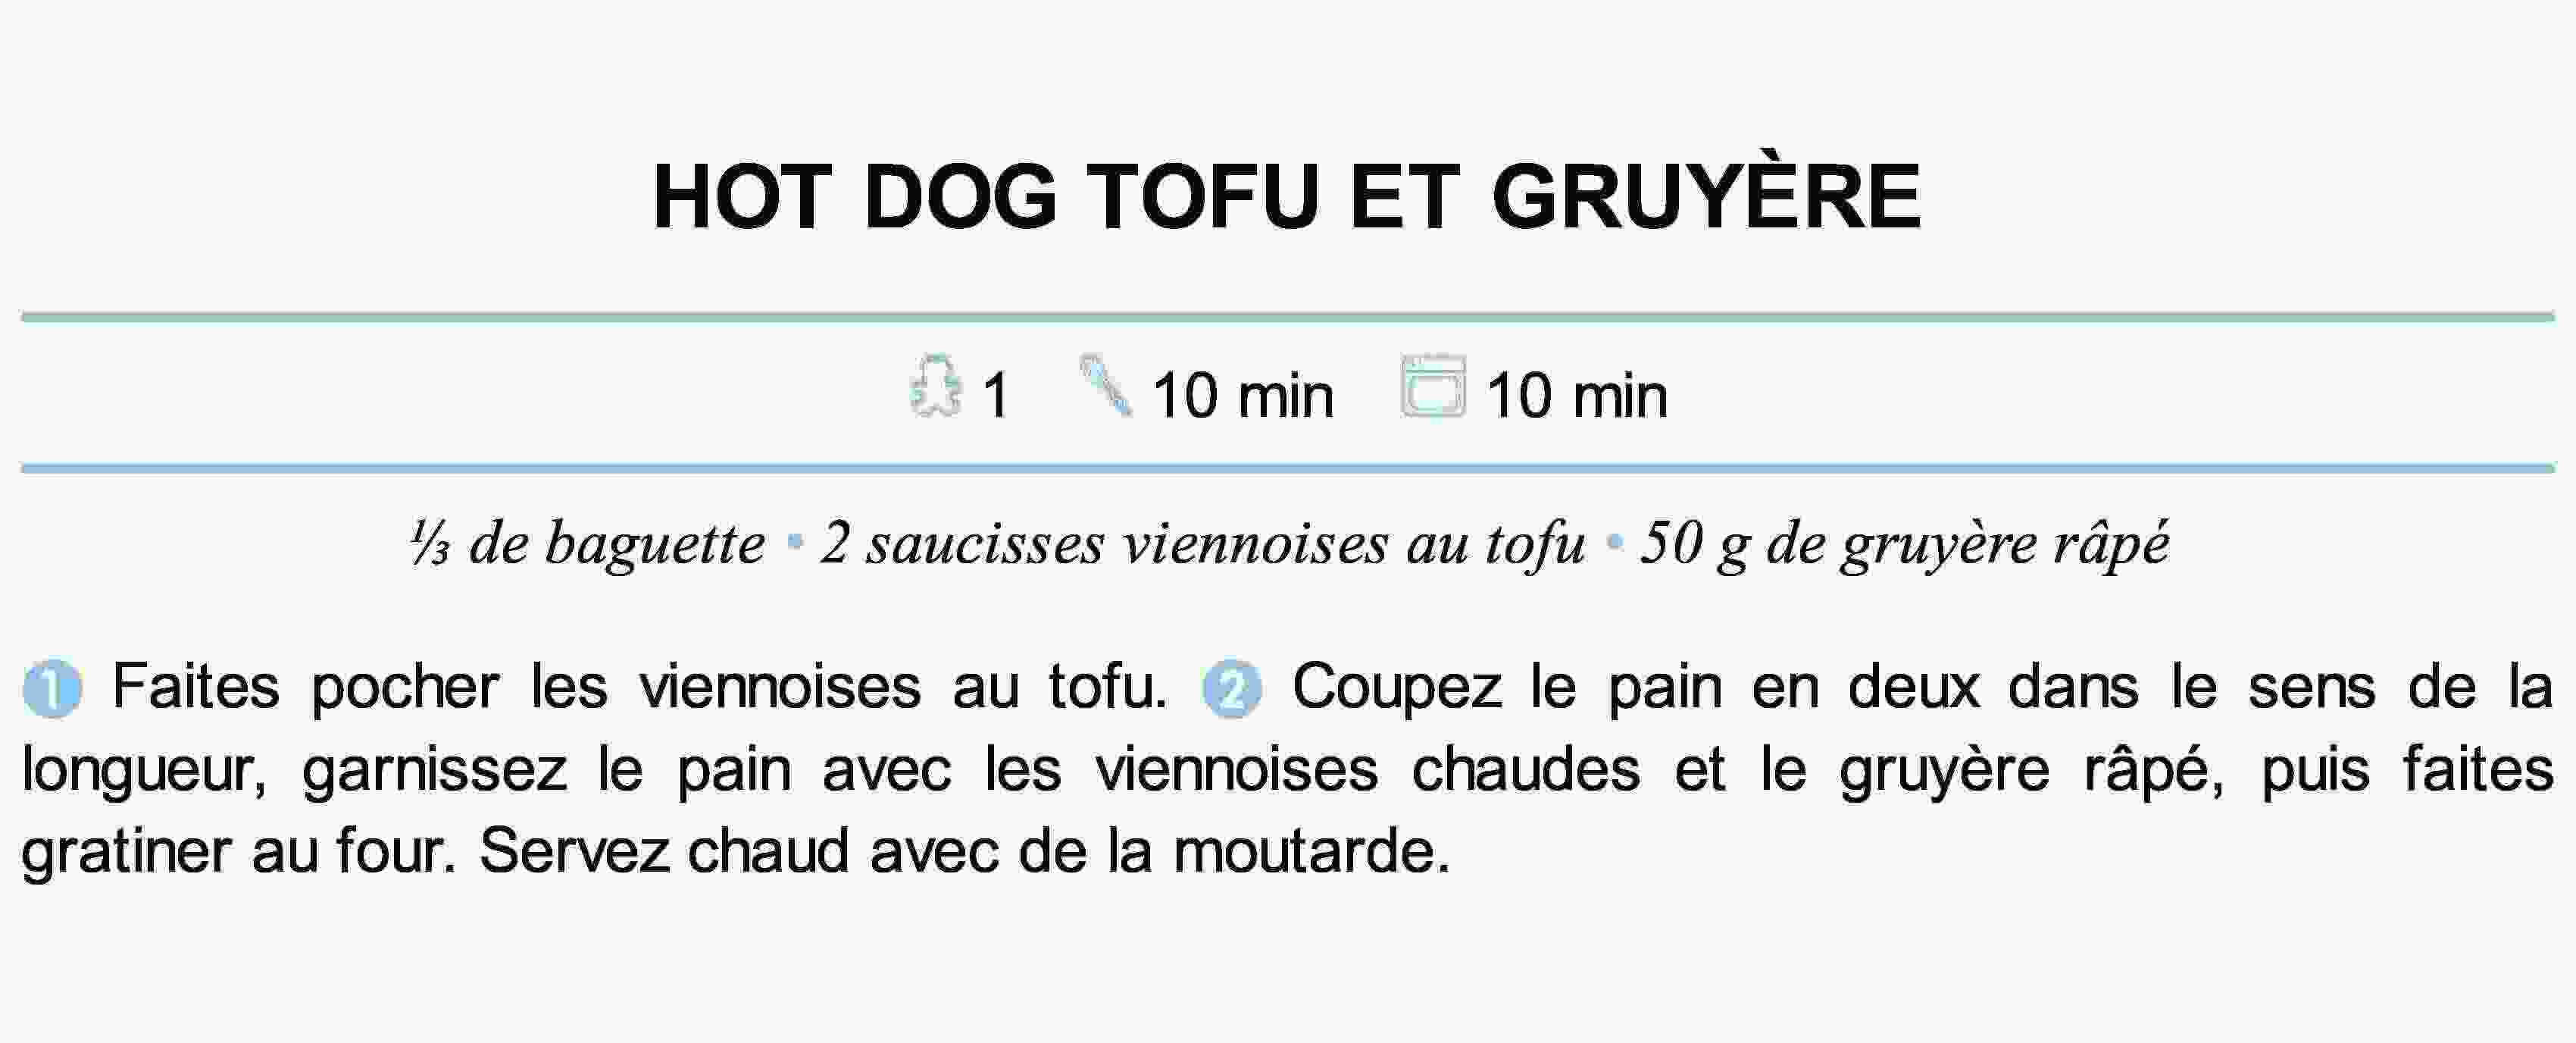 HOT DOG TOFU ET GRUYÈRE
1 10 min 10 min
⅓ de baguette • 2 saucisses viennoises au tofu • 50 g de gruyère râpé
1 Faites pocher les viennoises au tofu. 2 Coupez le pain en deux dans le sens de la
longueur, garnissez le pain avec les viennoises chaudes et le gruyère râpé, puis faites
gratiner au four. Servez chaud avec de la moutarde.